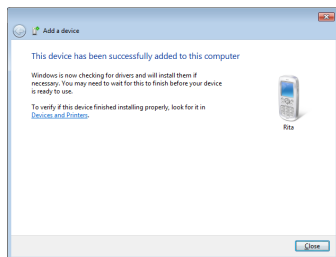 Add a device
This device has been successfully added to this computer
Windows is now checking for drivers and will install them if
necessary. You may need to wait for this to finish before your device
is ready to use.
To verify if this device finished installing properly, look for it in
Devices and Printers.
Rita
Close